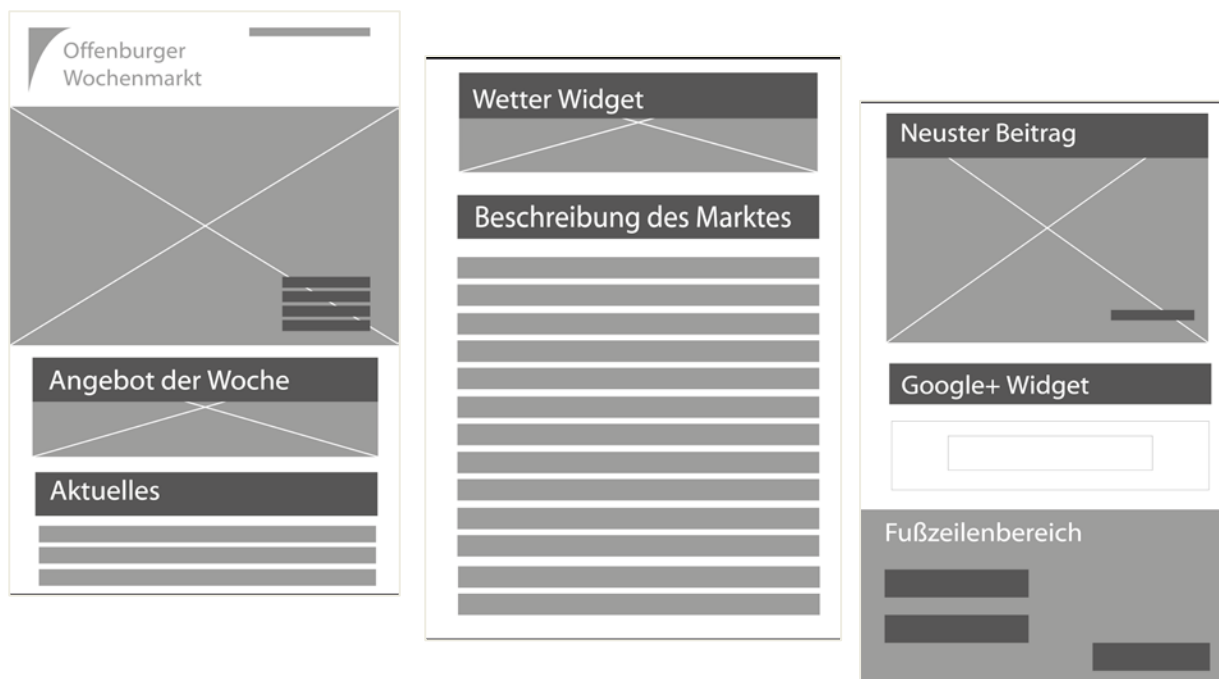 Offenburger
Wochenmarkt
Angebot der Woche
Aktuelles
Wetter Widget
Beschreibung des Marktes
Neuster Beitrag
Google+ Widget
Fußzeilenbereich